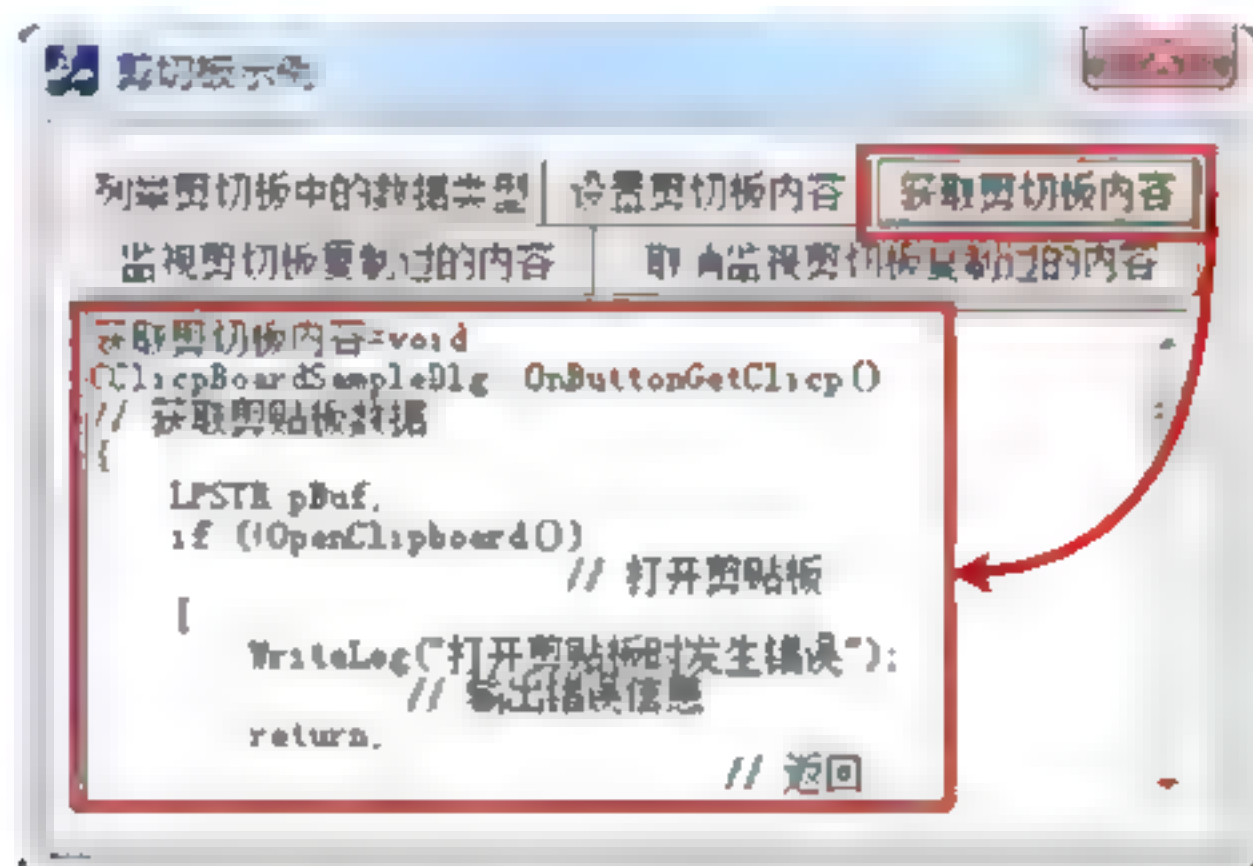 剪切板示例
列举剪切板中的数据类型 设置剪切板内容 获取剪切板内容
监视剪切板复制过的内容 取消监视剪切板复制过的内容
获取剪切板内容=void
CClicpBoardSampleDlg OnButtonGetClicp()
// 获取剪贴板数据
{
LPSTR pBuf,
if (!OpenClipboard())
// 打开剪贴板
{
WriteLog("打开剪贴板时发生错误");
// 输出错误信息
return,
// 返回